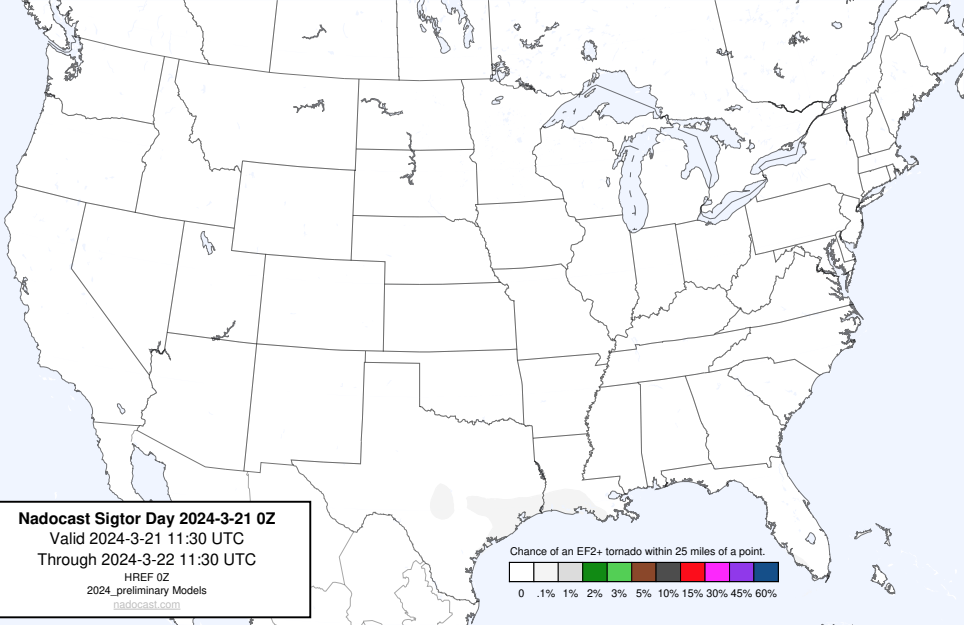 Nadocast Sigtor Day 2024-3-21 0Z
Valid 2024-3-21 11:30 UTC
Through 2024-3-22 11:30 UTC
HREF 0Z
2024_preliminary Models
nadocast.com
Chance of an EF2+ tornado within 25 miles of a point.
0 .1% 1% 2% 3% 5% 10% 15% 30% 45% 60%